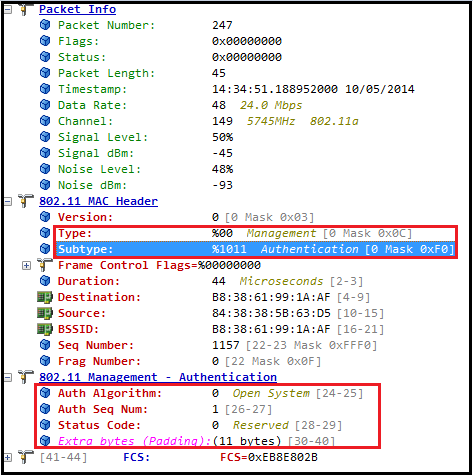 Packet Info
Packet Number: 247
Flags: 0x00000000
Status: 0x00000000
Packet Length: 45
Timestamp: 14:34:51.188952000 10/05/2014
Data Rate: 48 24.0 Mbps
Channel: 149 5745MHz 802.11a
Signal Level: 50%
Signal dBm: -45
Noise Level: 48%
Noise dBm: -93
802.11 MAC Header
Version: 0 [0 Mask 0x03]
Type: %00 Management [0 Mask 0x0C]
Subtype: %1011 Authentication [0 Mask 0xF0]
Frame Control Flags=%00000000
Duration: 44 Microseconds [2-3]
Destination: B8:38:61:99:1A:AF [4-9]
Source: 84:38:38:5B:63:D5 [10-15]
BSSID: B8:38:61:99:1A:AF [16-21]
Seq Number: 1157 [22-23 Mask 0xFFF0]
Frag Number: 0 [22 Mask 0x0F]
802.11 Management - Authentication
Auth Algorithm: 0 Open System [24-25]
Auth Seq Num: 1 [26-27]
Status Code: 0 Reserved [28-29]
Extra bytes (Padding):(11 bytes) [30-40]
[41-44] FCS: FCS=0xEB8E802B